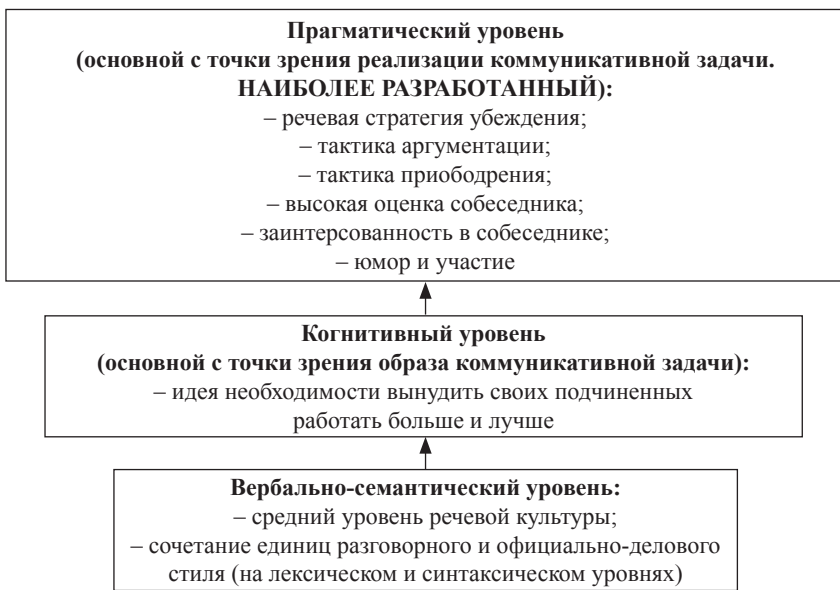 Прагматический уровень
(основной с точки зрения реализации коммуникативной задачи.
НАИБОЛЕЕ РАЗРАБОТАННЫЙ):
– речевая стратегия убеждения;
– тактика аргументации;
– тактика приободрения;
– высокая оценка собеседника;
– заинтерсованность в собеседнике;
– юмор и участие
Когнитивный уровень
(основной с точки зрения образа коммуникативной задачи):
– идея необходимости вынудить своих подчиненных
работать больше и лучше
Вербально-семантический уровень:
– средний уровень речевой культуры;
– сочетание единиц разговорного и официально-делового
стиля (на лексическом и синтаксическом уровнях)